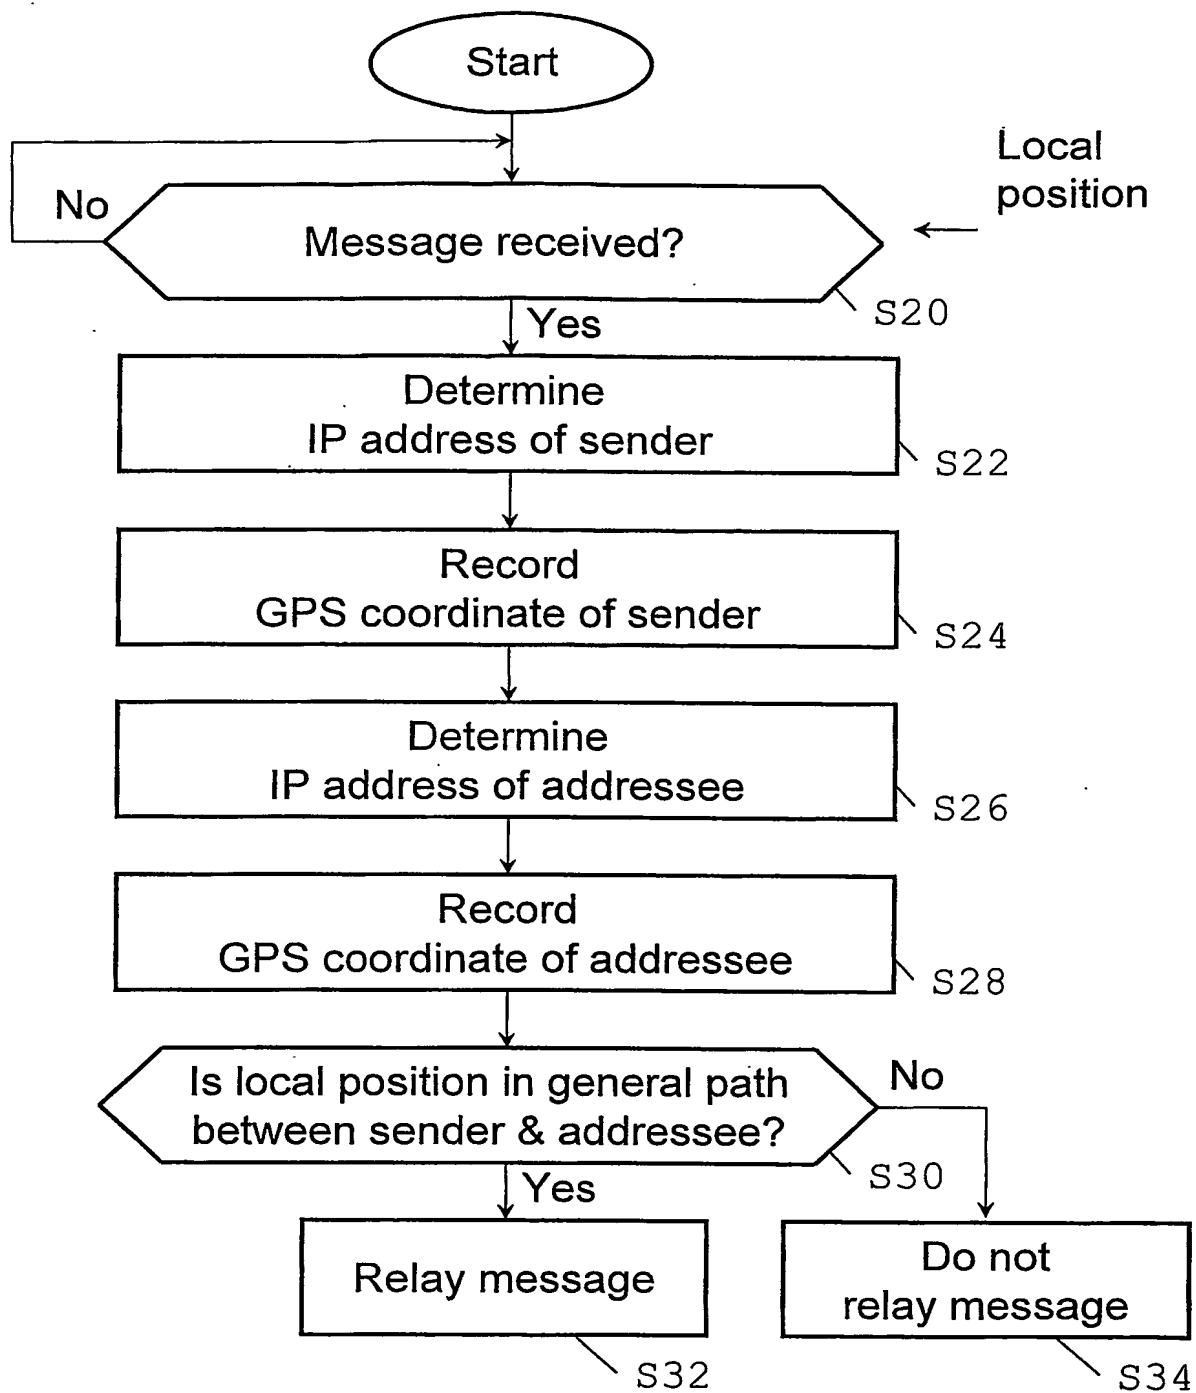 Start
Local
position
No
Message received?
S20
Yes
Determine
IP address of sender
S22
Record
GPS coordinate of sender
S24
Determine
IP address of addressee
S26
Record
GPS coordinate of addressee
S28
Is local position in general path
between sender & addressee?
No
S30
Yes
Relay message
S32
Do not
relay message
S34